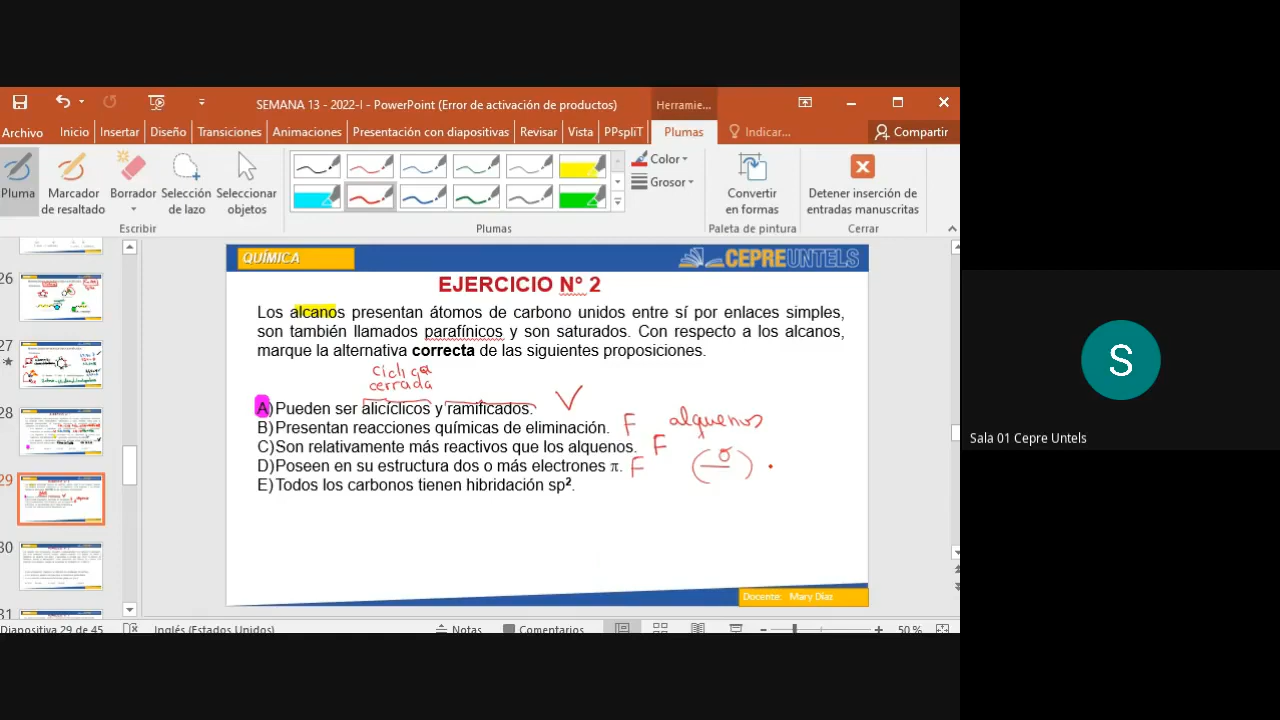 SEMANA 13 - 2022-I - PowerPoint (Error de activación de productos)
Herramie...
Archivo Inicio Insertar Diseño Transiciones Animaciones Presentación con diapositivas Revisar Vista PPspliT Plumas Indicar... Compartir
Pluma
Marcador de resaltado
Borrador
Selección de lazo
Seleccionar objetos
Color
Grosor
Convertir en formas
Detener inserción de entradas manuscritas
Escribir
Plumas
Paleta de pintura
Cerrar
26
27
28
29
30
31
QUÍMICA
CEPREUNTELS
EJERCICIO N° 2
Los alcanos presentan átomos de carbono unidos entre sí por enlaces simples,
son también llamados parafínicos y son saturados. Con respecto a los alcanos,
marque la alternativa correcta de las siguientes proposiciones.
cerrada
A) Pueden ser alicíclicos y ramificados. V
B) Presentan reacciones químicas de eliminación. F alquenos
C) Son relativamente más reactivos que los alquenos. F
D) Poseen en su estructura dos o más electrones π. F (σ)
E) Todos los carbonos tienen hibridación sp².
Docente: Mary Díaz
Sala 01 Cepre Untels
S
Diapositiva 29 de 45
Inglés (Estados Unidos)
Notas
Comentarios
50 %